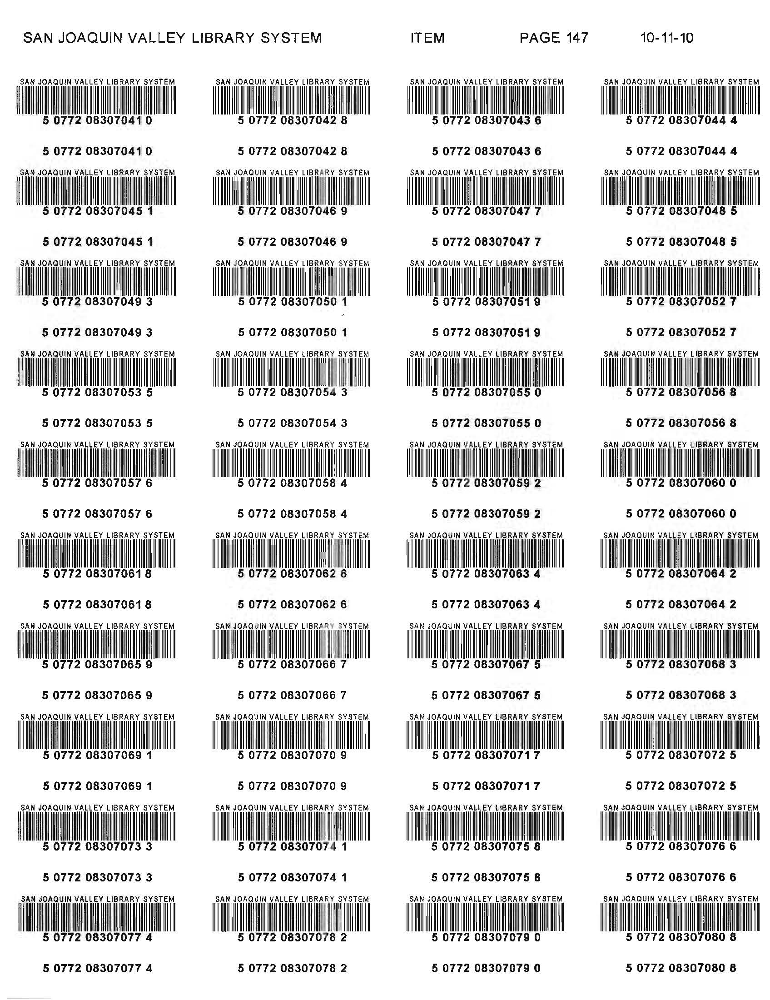 SAN JOAQUIN VALLEY LIBRARY SYSTEM ITEM PAGE 147 10-11-10
SAN JOAQUIN VALLEY LIBRARY SYSTEM SAN JOAQUIN VALLEY LIBRARY SYSTEM SAN JOAQUIN VALLEY LIBRARY SYSTEM SAN JOAQUIN VALLEY LIBRARY SYSTEM
5 0772 08307041 0 5 0772 08307042 8 5 0772 08307043 6 5 0772 08307044 4
5 0772 08307041 0 5 0772 08307042 8 5 0772 08307043 6 5 0772 08307044 4
SAN JOAQUIN VALLEY LIBRARY SYSTEM SAN JOAQUIN VALLEY LIBRARY SYSTEM SAN JOAQUIN VALLEY LIBRARY SYSTEM SAN JOAQUIN VALLEY LIBRARY SYSTEM
5 0772 08307045 1 5 0772 08307046 9 5 0772 08307047 7 5 0772 08307048 5
5 0772 08307045 1 5 0772 08307046 9 5 0772 08307047 7 5 0772 08307048 5
SAN JOAQUIN VALLEY LIBRARY SYSTEM SAN JOAQUIN VALLEY LIBRARY SYSTEM SAN JOAQUIN VALLEY LIBRARY SYSTEM SAN JOAQUIN VALLEY LIBRARY SYSTEM
5 0772 08307049 3 5 0772 08307050 1 5 0772 08307051 9 5 0772 08307052 7
5 0772 08307049 3 5 0772 08307050 1 5 0772 08307051 9 5 0772 08307052 7
SAN JOAQUIN VALLEY LIBRARY SYSTEM SAN JOAQUIN VALLEY LIBRARY SYSTEM SAN JOAQUIN VALLEY LIBRARY SYSTEM SAN JOAQUIN VALLEY LIBRARY SYSTEM
5 0772 08307053 5 5 0772 08307054 3 5 0772 08307055 0 5 0772 08307056 8
5 0772 08307053 5 5 0772 08307054 3 5 0772 08307055 0 5 0772 08307056 8
SAN JOAQUIN VALLEY LIBRARY SYSTEM SAN JOAQUIN VALLEY LIBRARY SYSTEM SAN JOAQUIN VALLEY LIBRARY SYSTEM SAN JOAQUIN VALLEY LIBRARY SYSTEM
5 0772 08307057 6 5 0772 08307058 4 5 0772 08307059 2 5 0772 08307060 0
5 0772 08307057 6 5 0772 08307058 4 5 0772 08307059 2 5 0772 08307060 0
SAN JOAQUIN VALLEY LIBRARY SYSTEM SAN JOAQUIN VALLEY LIBRARY SYSTEM SAN JOAQUIN VALLEY LIBRARY SYSTEM SAN JOAQUIN VALLEY LIBRARY SYSTEM
5 0772 08307061 8 5 0772 08307062 6 5 0772 08307063 4 5 0772 08307064 2
5 0772 08307061 8 5 0772 08307062 6 5 0772 08307063 4 5 0772 08307064 2
SAN JOAQUIN VALLEY LIBRARY SYSTEM SAN JOAQUIN VALLEY LIBRARY SYSTEM SAN JOAQUIN VALLEY LIBRARY SYSTEM SAN JOAQUIN VALLEY LIBRARY SYSTEM
5 0772 08307065 9 5 0772 08307066 7 5 0772 08307067 5 5 0772 08307068 3
5 0772 08307065 9 5 0772 08307066 7 5 0772 08307067 5 5 0772 08307068 3
SAN JOAQUIN VALLEY LIBRARY SYSTEM SAN JOAQUIN VALLEY LIBRARY SYSTEM SAN JOAQUIN VALLEY LIBRARY SYSTEM SAN JOAQUIN VALLEY LIBRARY SYSTEM
5 0772 08307069 1 5 0772 08307070 9 5 0772 08307071 7 5 0772 08307072 5
5 0772 08307069 1 5 0772 08307070 9 5 0772 08307071 7 5 0772 08307072 5
SAN JOAQUIN VALLEY LIBRARY SYSTEM SAN JOAQUIN VALLEY LIBRARY SYSTEM SAN JOAQUIN VALLEY LIBRARY SYSTEM SAN JOAQUIN VALLEY LIBRARY SYSTEM
5 0772 08307073 3 5 0772 08307074 1 5 0772 08307075 8 5 0772 08307076 6
5 0772 08307073 3 5 0772 08307074 1 5 0772 08307075 8 5 0772 08307076 6
SAN JOAQUIN VALLEY LIBRARY SYSTEM SAN JOAQUIN VALLEY LIBRARY SYSTEM SAN JOAQUIN VALLEY LIBRARY SYSTEM SAN JOAQUIN VALLEY LIBRARY SYSTEM
5 0772 08307077 4 5 0772 08307078 2 5 0772 08307079 0 5 0772 08307080 8
5 0772 08307077 4 5 0772 08307078 2 5 0772 08307079 0 5 0772 08307080 8